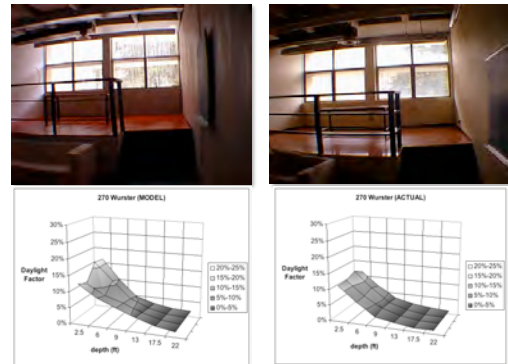 270 Wurster (MODEL)
30%
25%
20%
15%
10%
5%
0%
Daylight
Factor
2.5 6 9 13 17.5 22
depth (ft)
20%-25%
15%-20%
10%-15%
5%-10%
0%-5%
270 Wurster (ACTUAL)
30%
25%
20%
15%
10%
5%
0%
Daylight
Factor
2.5 6 9 13 17.5 22
depth (ft)
20%-25%
15%-20%
10%-15%
5%-10%
0%-5%